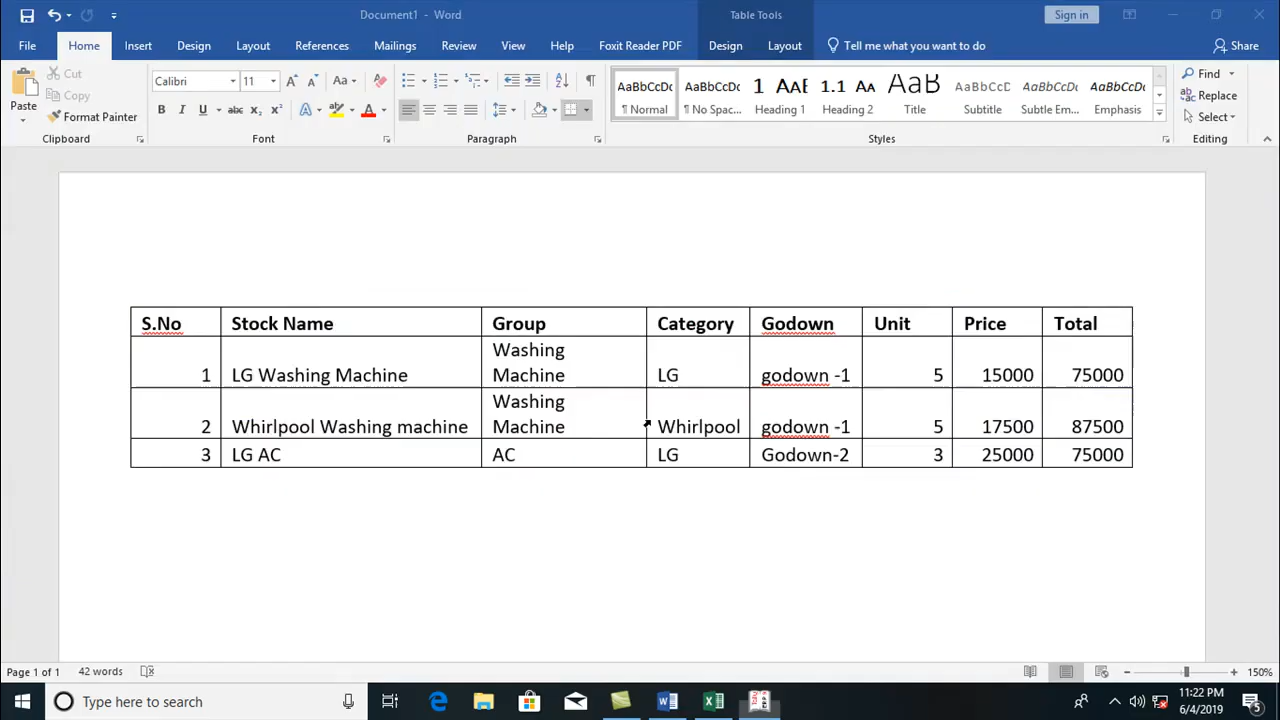 Document1 - Word
Table Tools
Sign in
File Home Insert Design Layout References Mailings Review View Help Foxit Reader PDF Design Layout Tell me what you want to do Share
Paste
Cut
Copy
Format Painter
Calibri 11
AaBbCcDc
¶ Normal
AaBbCcDc
¶ No Spac...
1 AaBb
Heading 1
1.1 AaB
Heading 2
AaB
Title
AaBbCcD
Subtitle
AaBbCcDc
Subtle Em...
AaBbCcDc
Emphasis
Find
Replace
Select
Clipboard Font Paragraph Styles Editing
S.No Stock Name Group Category Godown Unit Price Total
1 LG Washing Machine Washing Machine LG godown -1 5 15000 75000
2 Whirlpool Washing machine Washing Machine Whirlpool godown -1 5 17500 87500
3 LG AC AC LG Godown-2 3 25000 75000
Page 1 of 1 42 words 150%
Type here to search
11:22 PM
6/4/2019
5